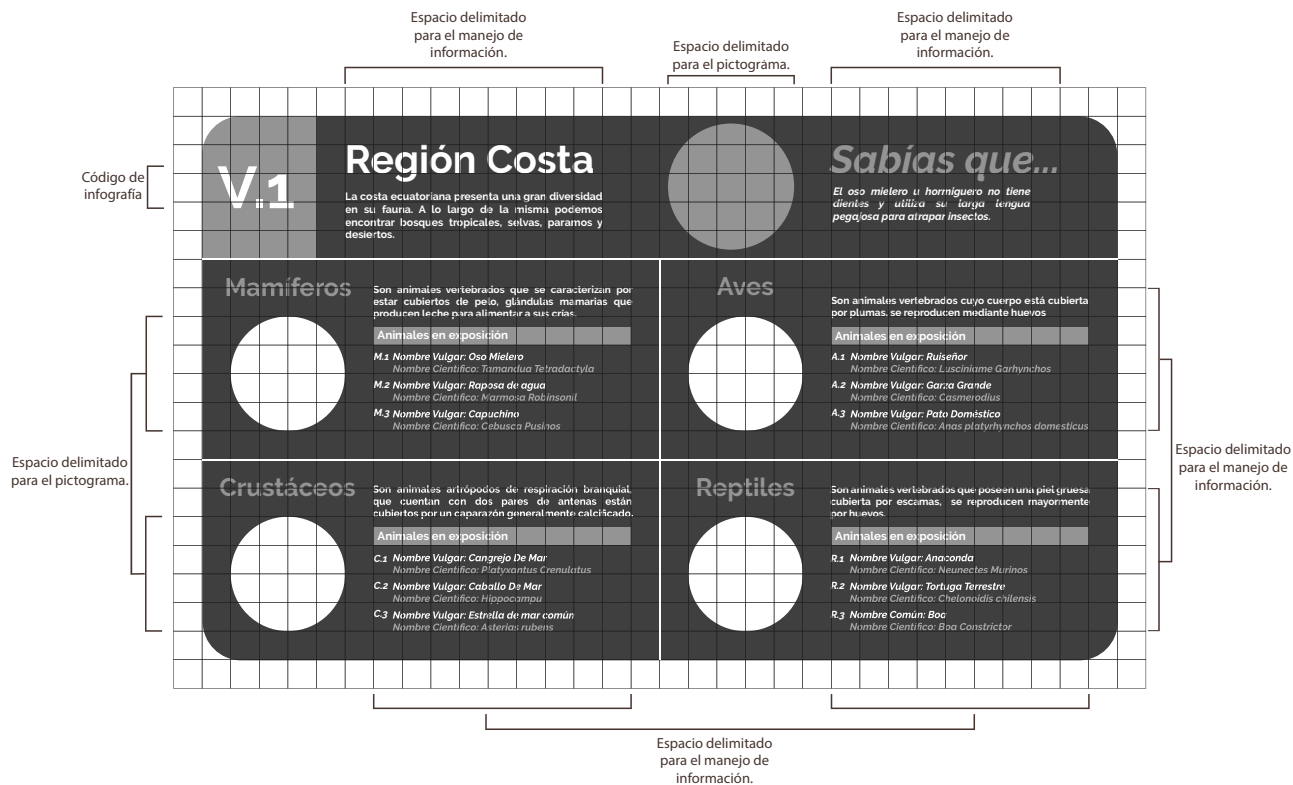 Espacio delimitado
para el manejo de
información.
Espacio delimitado
para el pictograma.
Espacio delimitado
para el manejo de
información.
Código de
infografía
V.1
Región Costa
La costa ecuatoriana presenta una gran diversidad
en su faura. A lo largo de la misma podemos
encontrar bosques tropicales, selvas, paramos y
desiertos.
Sabías que...
El oso mielero u hormiguero no tiene
dientes y utiliza su larga lengua
pegajosa para atrapar insectos.
Mamíferos
Son animales vertebrados que se caracterizan por
estar cubiertos de pelo, glándulas mamarias que
producen leche para alimentar a sus crías.
Animales en exposición
M.1 Nombre Vulgar: Oso Mielero
Nombre Científico: Tamandua Tetradactyla
M.2 Nombre Vulgar: Raposa de agua
Nombre Científico: Marmosa Robinsonil
M.3 Nombre Vulgar: Capuchino
Nombre Científico: Cebusca Pusinos
Aves
Son animales vertebrados cuyo cuerpo está cubierta
por plumas, se reproducen mediante huevos
Animales en exposición
A.1 Nombre Vulgar: Ruiseñor
Nombre Científico: Lusciniame Garhynchos
A.2 Nombre Vulgar: Garza Grande
Nombre Científico: Casmerodius
A.3 Nombre Vulgar: Pato Doméstico
Nombre Científico: Anas platyrhynchos domesticus
Espacio delimitado
para el pictograma.
Espacio delimitado
para el manejo de
información.
Crustáceos
Son animales artrópodos de respiración branquial,
que cuentan con dos pares de antenas están
cubiertos por un caparazón generalmente calcificado.
Animales en exposición
C.1 Nombre Vulgar: Cangrejo De Mar
Nombre Científico: Platyxantus Crenulatus
C.2 Nombre Vulgar: Caballo De Mar
Nombre Científico: Hippocampu
C.3 Nombre Vulgar: Estrella de mar común
Nombre Científico: Asterias rubens
Reptiles
Son animales vertebrados que poseen una piel gruesa
cubierta por escamas, se reproducen mayormente
por huevos.
Animales en exposición
R.1 Nombre Vulgar: Anaconda
Nombre Científico: Neunectes Murinos
R.2 Nombre Vulgar: Tortuga Terrestre
Nombre Científico: Chelonoidis chilensis
R.3 Nombre Común: Boa
Nombre Científico: Boa Constrictor
Espacio delimitado
para el manejo de
información.